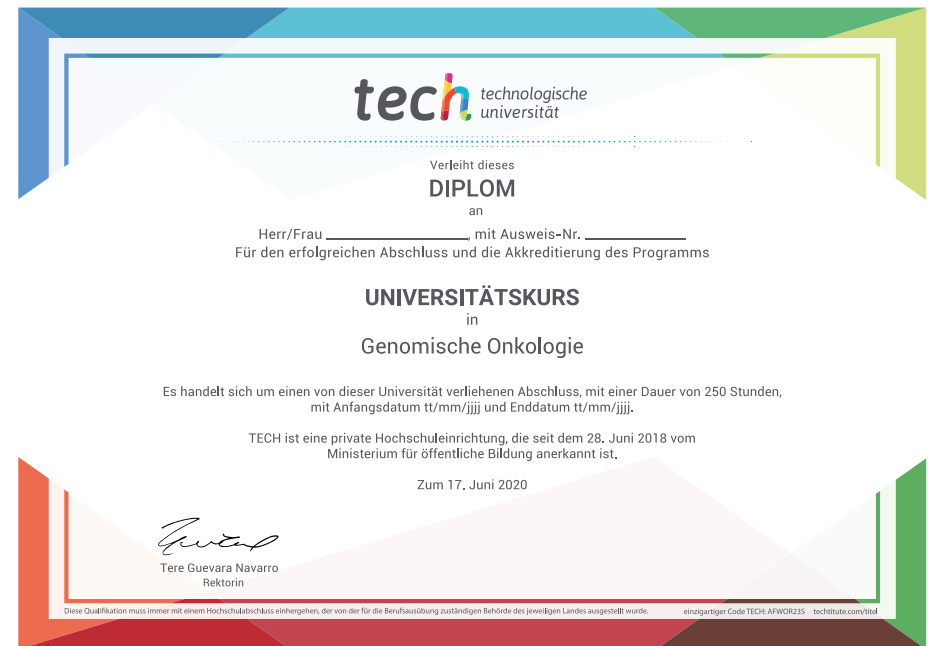 tech technologische
universität
Verleiht dieses
DIPLOM
an
Herr/Frau ____________, mit Ausweis-Nr. ____________
Für den erfolgreichen Abschluss und die Akkreditierung des Programms
UNIVERSITÄTSKURS
in
Genomische Onkologie
Es handelt sich um einen von dieser Universität verliehenen Abschluss, mit einer Dauer von 250 Stunden,
mit Anfangsdatum tt/mm/jjjj und Enddatum tt/mm/jjjj.
TECH ist eine private Hochschuleinrichtung, die seit dem 28. Juni 2018 vom
Ministerium für öffentliche Bildung anerkannt ist.
Zum 17. Juni 2020
Tere Guevara Navarro
Rektorin
Diese Qualifikation muss immer mit einem Hochschulabschluss einhergehen, der von der für die Berufsausübung zuständigen Behörde des jeweiligen Landes ausgestellt wurde. einzigartiger Code TECH: AFWOR23S techtitute.com/titel